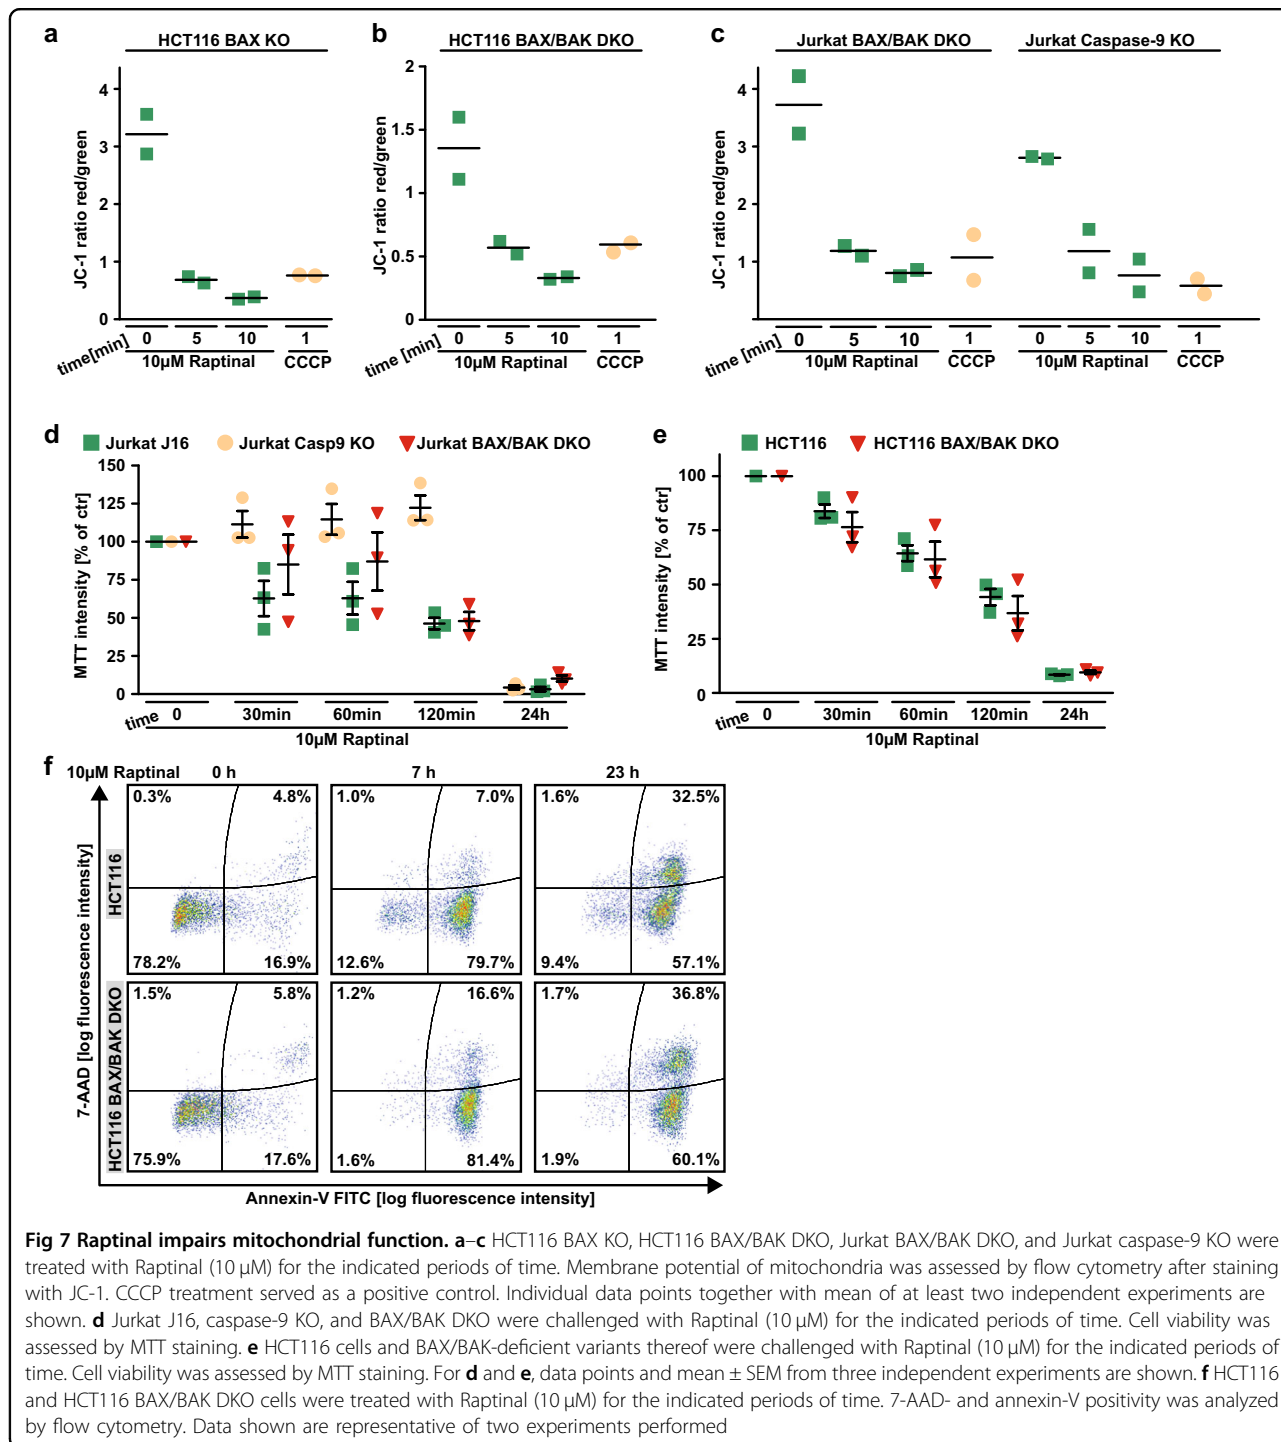 a
HCT116 BAX KO
JC-1 ratio red/green
4
3
2
1
0
time[min]
0 5 10 1
10µM Raptinal CCCP
b
HCT116 BAX/BAK DKO
JC-1 ratio red/green
2
1.5
1
0.5
0
time [min]
0 5 10 1
10µM Raptinal CCCP
c
Jurkat BAX/BAK DKO Jurkat Caspase-9 KO
JC-1 ratio red/green
4
3
2
1
0
time [min]
0 5 10 1 0 5 10 1
10µM Raptinal CCCP 10µM Raptinal CCCP
d
Jurkat J16 Jurkat Casp9 KO Jurkat BAX/BAK DKO
MTT intensity [% of ctr]
150
125
100
75
50
25
0
time 0 30min 60min 120min 24h
10µM Raptinal
e
HCT116 HCT116 BAX/BAK DKO
MTT intensity [% of ctr]
100
75
50
25
0
time 0 30min 60min 120min 24h
10µM Raptinal
f
10µM Raptinal 0 h 7 h 23 h
7-AAD [log fluorescence intensity]
HCT116
0.3% 4.8% 1.0% 7.0% 1.6% 32.5%
78.2% 16.9% 12.6% 79.7% 9.4% 57.1%
HCT116 BAX/BAK DKO
1.5% 5.8% 1.2% 16.6% 1.7% 36.8%
75.9% 17.6% 1.6% 81.4% 1.9% 60.1%
Annexin-V FITC [log fluorescence intensity]
Fig 7 Raptinal impairs mitochondrial function. a–c HCT116 BAX KO, HCT116 BAX/BAK DKO, Jurkat BAX/BAK DKO, and Jurkat caspase-9 KO were
treated with Raptinal (10 µM) for the indicated periods of time. Membrane potential of mitochondria was assessed by flow cytometry after staining
with JC-1. CCCP treatment served as a positive control. Individual data points together with mean of at least two independent experiments are
shown. d Jurkat J16, caspase-9 KO, and BAX/BAK DKO were challenged with Raptinal (10 µM) for the indicated periods of time. Cell viability was
assessed by MTT staining. e HCT116 cells and BAX/BAK-deficient variants thereof were challenged with Raptinal (10 µM) for the indicated periods of
time. Cell viability was assessed by MTT staining. For d and e, data points and mean ± SEM from three independent experiments are shown. f HCT116
and HCT116 BAX/BAK DKO cells were treated with Raptinal (10 µM) for the indicated periods of time. 7-AAD- and annexin-V positivity was analyzed
by flow cytometry. Data shown are representative of two experiments performed